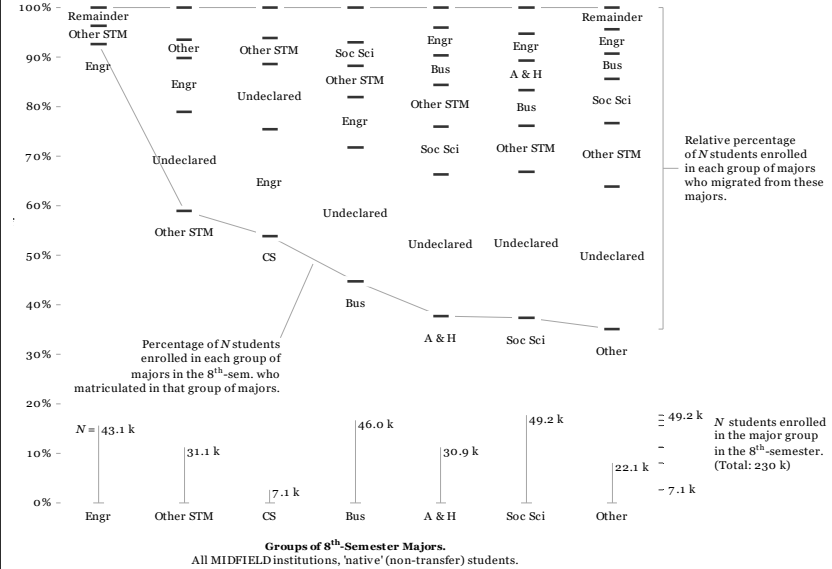 100%
90%
80%
70%
60%
50%
40%
30%
20%
10%
0%
Remainder
Other STM
Engr
Other
Engr
Undeclared
Other STM
Other STM
Undeclared
Engr
CS
Soc Sci
Other STM
Engr
Undeclared
Bus
Engr
Bus
Other STM
Soc Sci
Undeclared
A & H
Engr
A & H
Bus
Other STM
Undeclared
Soc Sci
Remainder
Engr
Bus
Soc Sci
Other STM
Undeclared
Other
Relative percentage
of N students enrolled
in each group of majors
who migrated from these
majors.
Percentage of N students
enrolled in each group of
majors in the 8th-sem. who
matriculated in that group of majors.
N = 43.1 k
31.1 k
7.1 k
46.0 k
30.9 k
49.2 k
22.1 k
49.2 k
7.1 k
N students enrolled
in the major group
in the 8th-semester.
(Total: 230 k)
Engr
Other STM
CS
Bus
A & H
Soc Sci
Other
Groups of 8th-Semester Majors.
All MIDFIELD institutions, 'native' (non-transfer) students.